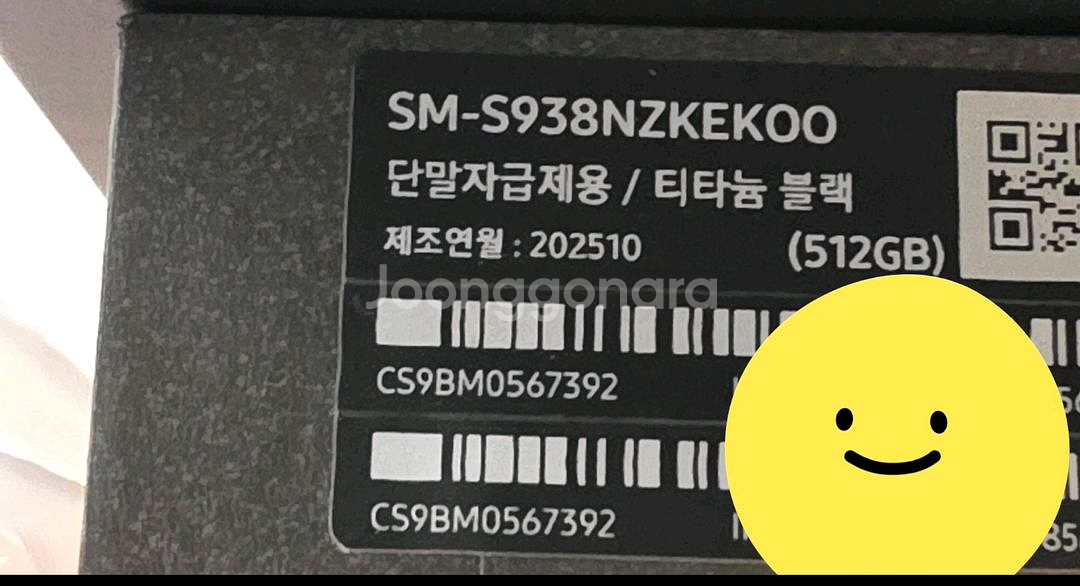 SM-S938NZKEKOO
단말자급제용 / 티타늄 블랙
제조연월 : 202510 (512GB)
Joonggonara
CS9BM0567392
CS9BM0567392
85